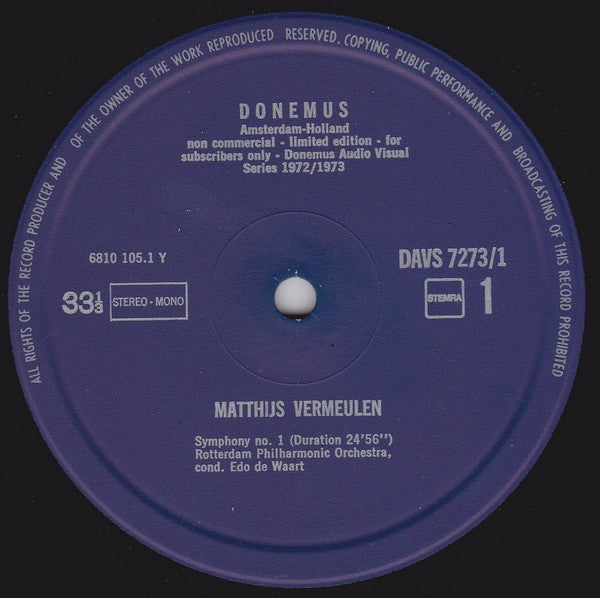 ALL RIGHTS OF THE RECORD PRODUCER AND OF THE OWNER OF THE WORK REPRODUCED RESERVED. COPYING, PUBLIC PERFORMANCE AND BROADCASTING OF THIS RECORD PROHIBITED
DONEMUS
Amsterdam-Holland
non commercial - limited edition - for
subscribers only - Donemus Audio Visual
Series 1972/1973
6810 105.1 Y
DAVS 7273/1
33⅓ STEREO - MONO
STEMRA 1
MATTHIJS VERMEULEN
Symphony no. 1 (Duration 24'56'')
Rotterdam Philharmonic Orchestra,
cond. Edo de Waart